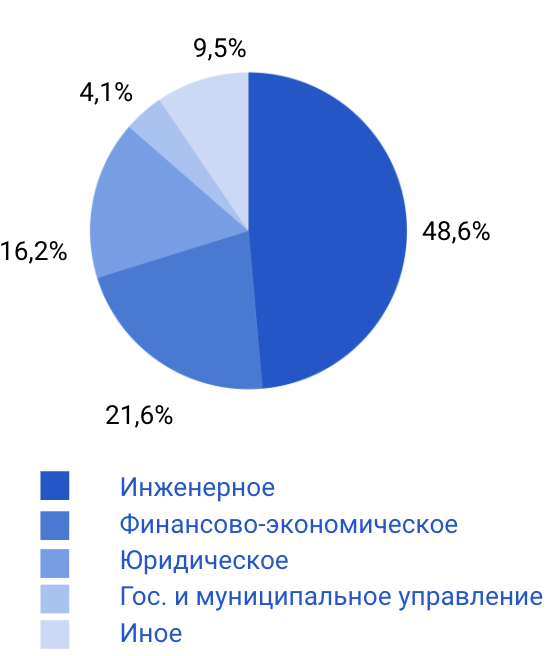 9,5%
4,1%
48,6%
16,2%
21,6%
Инженерное
Финансово-экономическое
Юридическое
Гос. и муниципальное управление
Иное